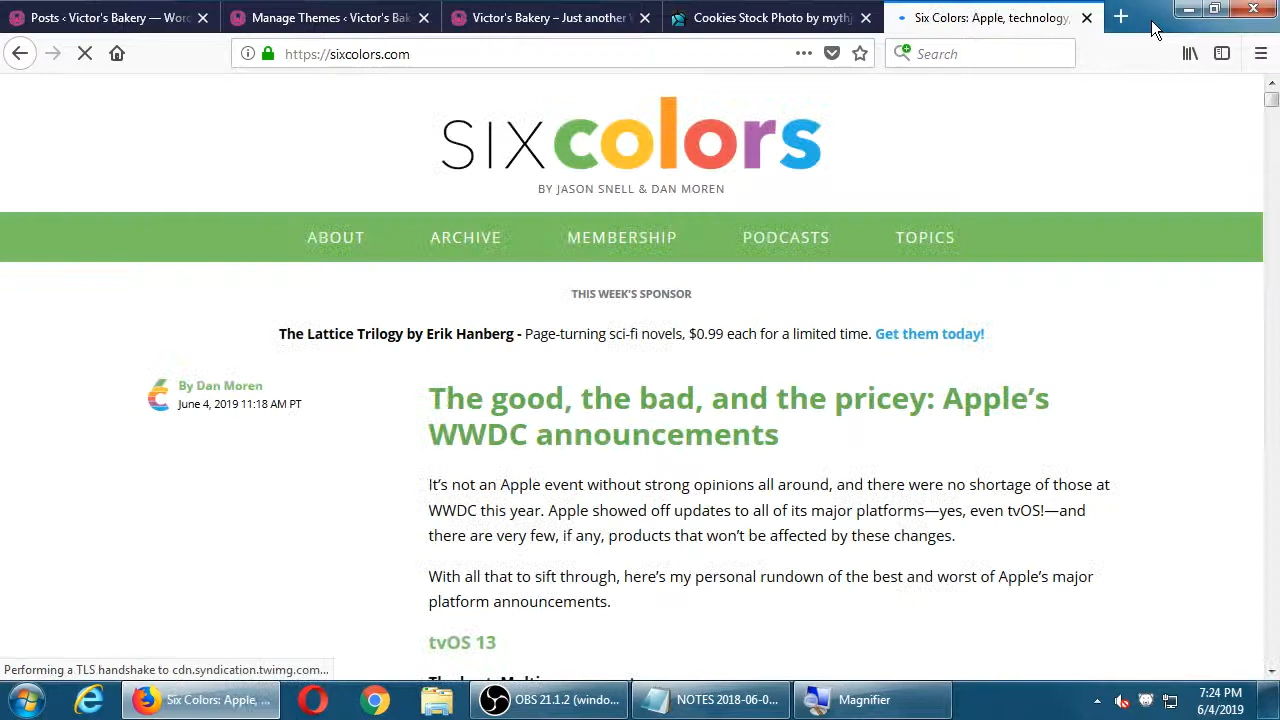 Posts ‹ Victor's Bakery — Wor
Manage Themes ‹ Victor's Bak
Victor's Bakery – Just another
Cookies Stock Photo by mythj
Six Colors: Apple, technology,
https://sixcolors.com
Search
SIXcolors
BY JASON SNELL & DAN MOREN
ABOUT
ARCHIVE
MEMBERSHIP
PODCASTS
TOPICS
THIS WEEK'S SPONSOR
The Lattice Trilogy by Erik Hanberg - Page-turning sci-fi novels, $0.99 each for a limited time. Get them today!
By Dan Moren
June 4, 2019 11:18 AM PT
The good, the bad, and the pricey: Apple’s
WWDC announcements
It’s not an Apple event without strong opinions all around, and there were no shortage of those at
WWDC this year. Apple showed off updates to all of its major platforms—yes, even tvOS!—and
there are very few, if any, products that won’t be affected by these changes.
With all that to sift through, here’s my personal rundown of the best and worst of Apple’s major
platform announcements.
tvOS 13
Performing a TLS handshake to cdn.syndication.twimg.com...
Six Colors: Apple, ...
OBS 21.1.2 (windo...
NOTES 2018-06-0...
Magnifier
7:24 PM
6/4/2019